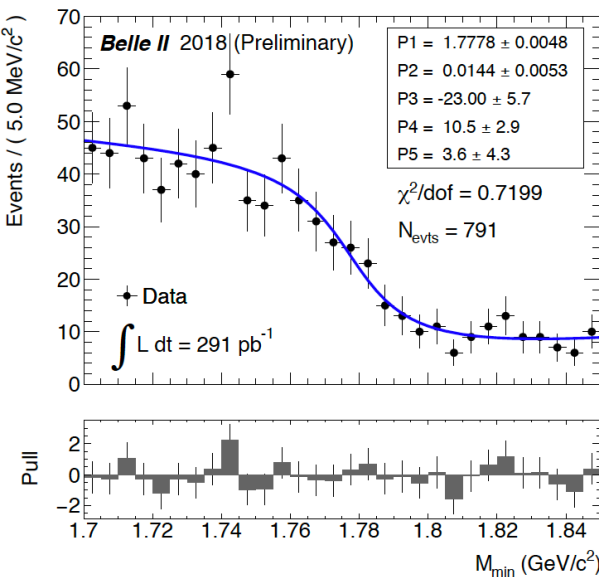 Belle II 2018 (Preliminary)
P1 = 1.7778 ± 0.0048
P2 = 0.0144 ± 0.0053
P3 = -23.00 ± 5.7
P4 = 10.5 ± 2.9
P5 = 3.6 ± 4.3
χ²/dof = 0.7199
N_evts = 791
Data
∫ L dt = 291 pb⁻¹
Events / ( 5.0 MeV/c² )
70
60
50
40
30
20
10
0
Pull
2
0
−2
1.7 1.72 1.74 1.76 1.78 1.8 1.82 1.84
M_min (GeV/c²)